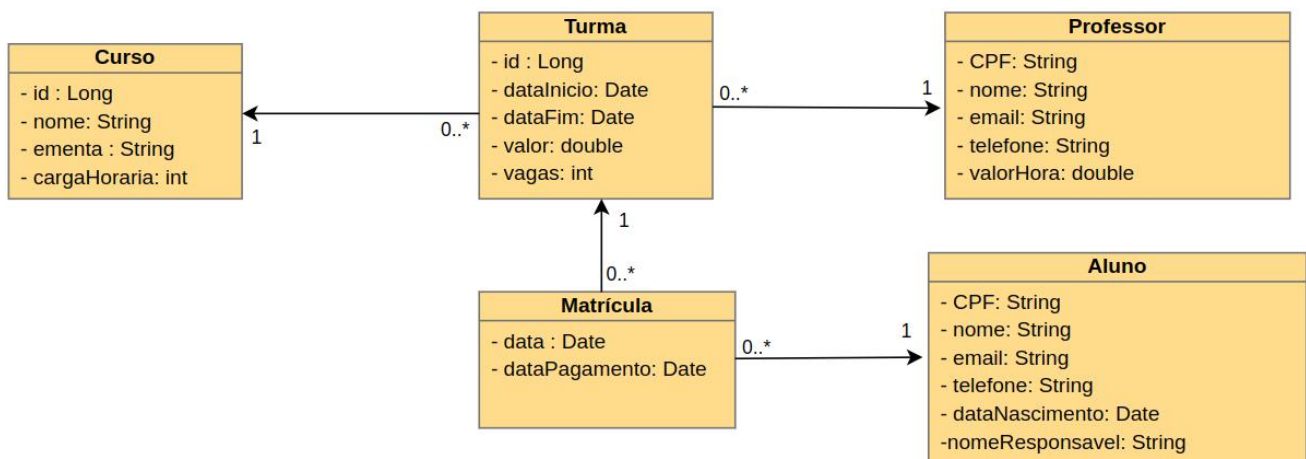 Curso
- id : Long
- nome: String
- ementa : String
- cargaHoraria: int
1
0..*
Turma
- id : Long
- dataInicio: Date
- dataFim: Date
- valor: double
- vagas: int
0..*
1
Professor
- CPF: String
- nome: String
- email: String
- telefone: String
- valorHora: double
1
0..*
Matrícula
- data : Date
- dataPagamento: Date
0..*
1
Aluno
- CPF: String
- nome: String
- email: String
- telefone: String
- dataNascimento: Date
-nomeResponsavel: String